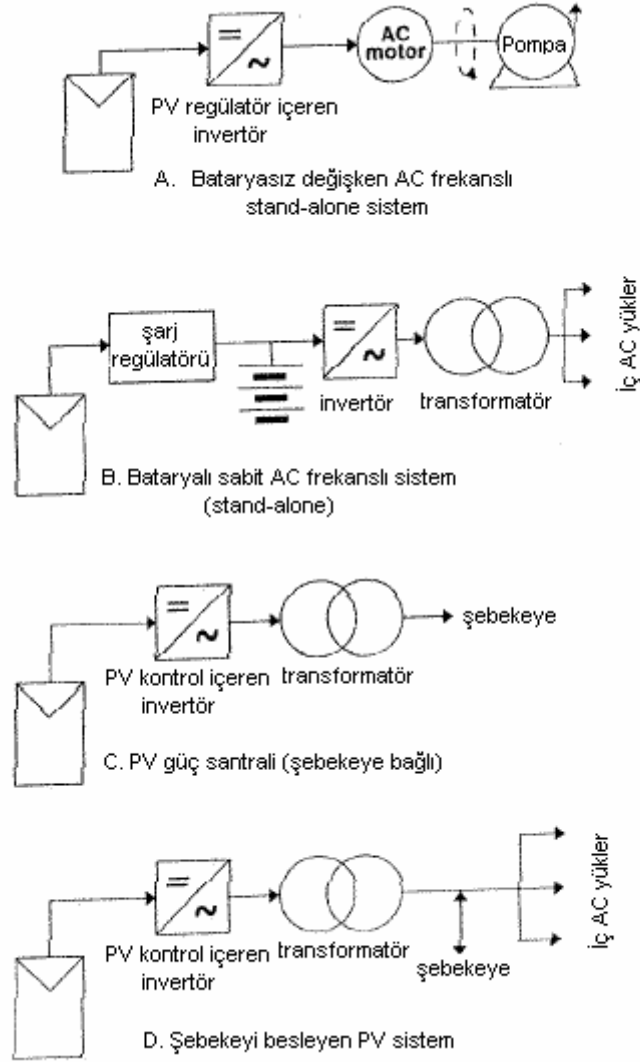 AC
motor
Pompa
PV regülatör içeren
invertör
A. Bataryasız değişken AC frekanslı
stand-alone sistem
şarj
regülatörü
invertör
transformatör
İç AC yükler
B. Bataryalı sabit AC frekanslı sistem
(stand-alone)
şebekeye
PV kontrol içeren
invertör
transformatör
C. PV güç santrali (şebekeye bağlı)
İç AC yükler
PV kontrol içeren
invertör
transformatör
şebekeye
D. Şebekeyi besleyen PV sistem